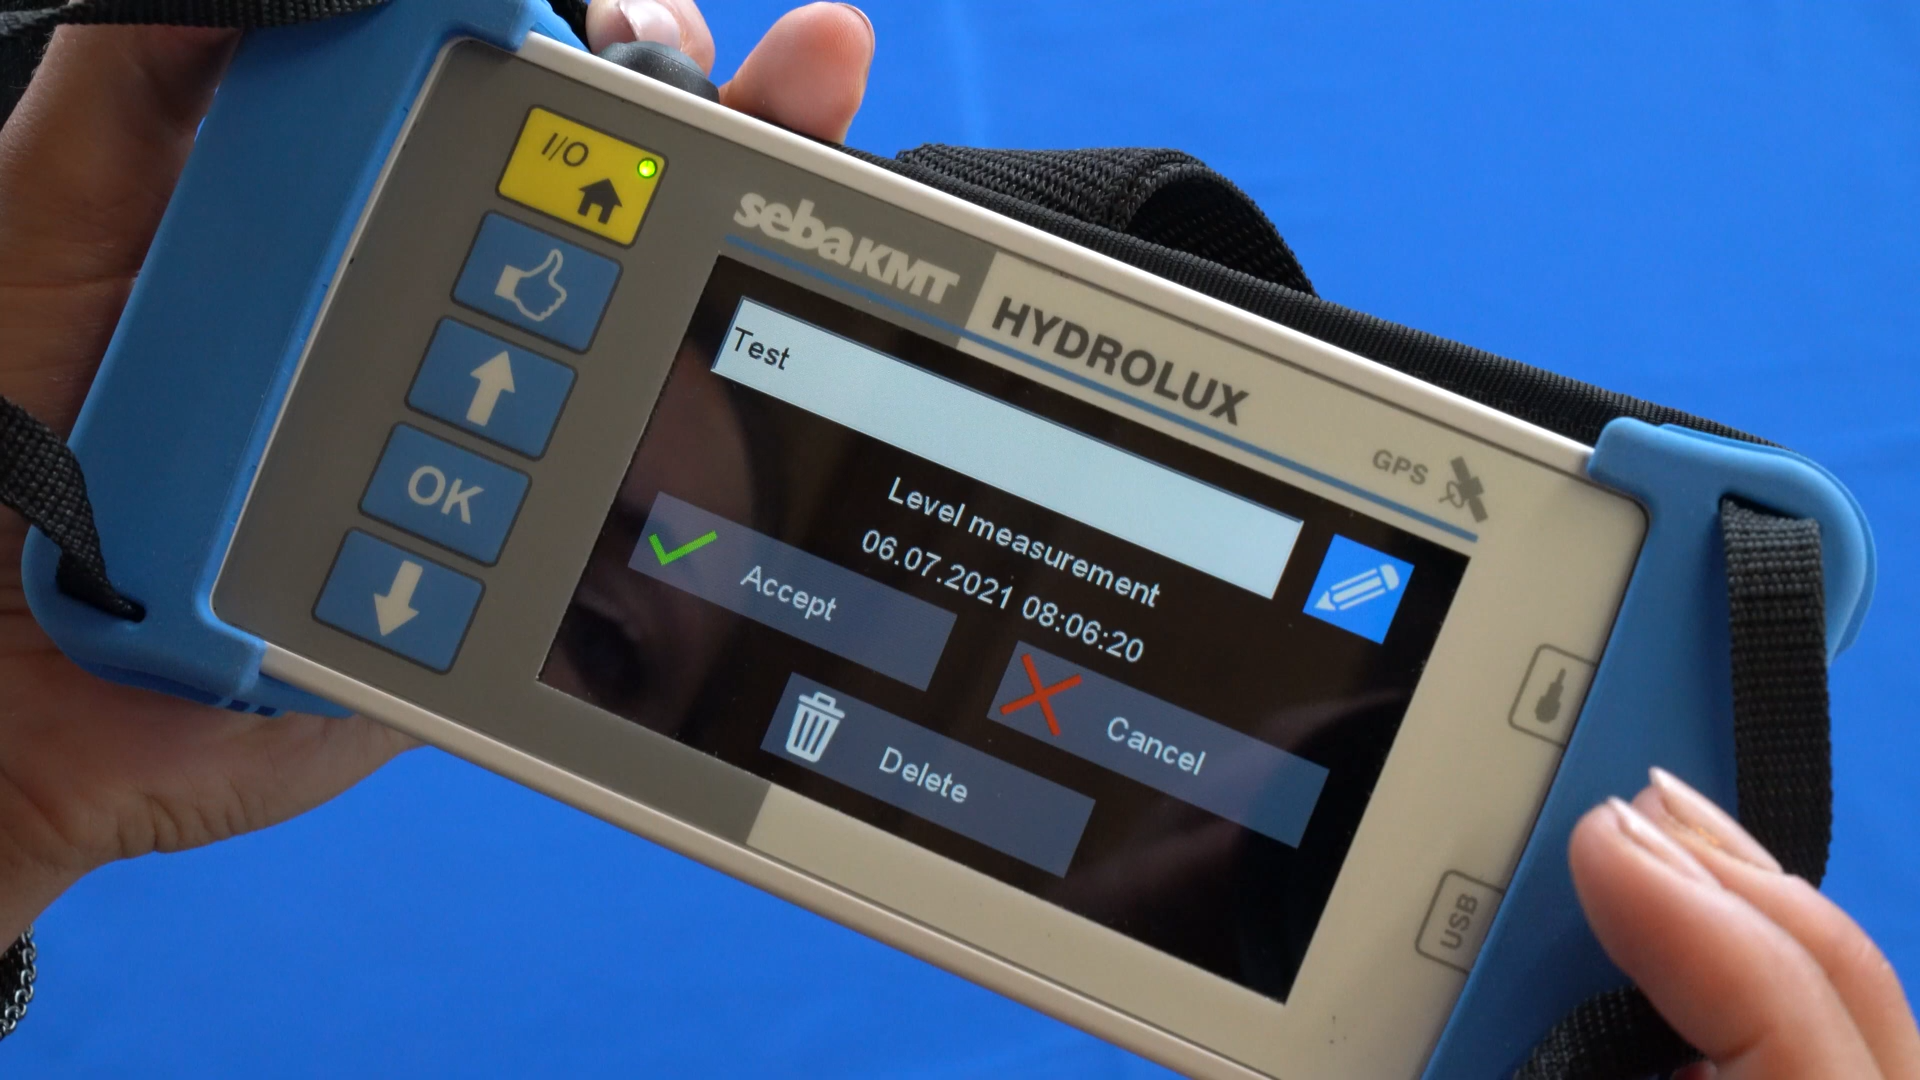 I/O
sebaKMT
HYDROLUX
GPS
OK
Test
Level measurement
06.07.2021 08:06:20
Accept
Cancel
Delete
USB